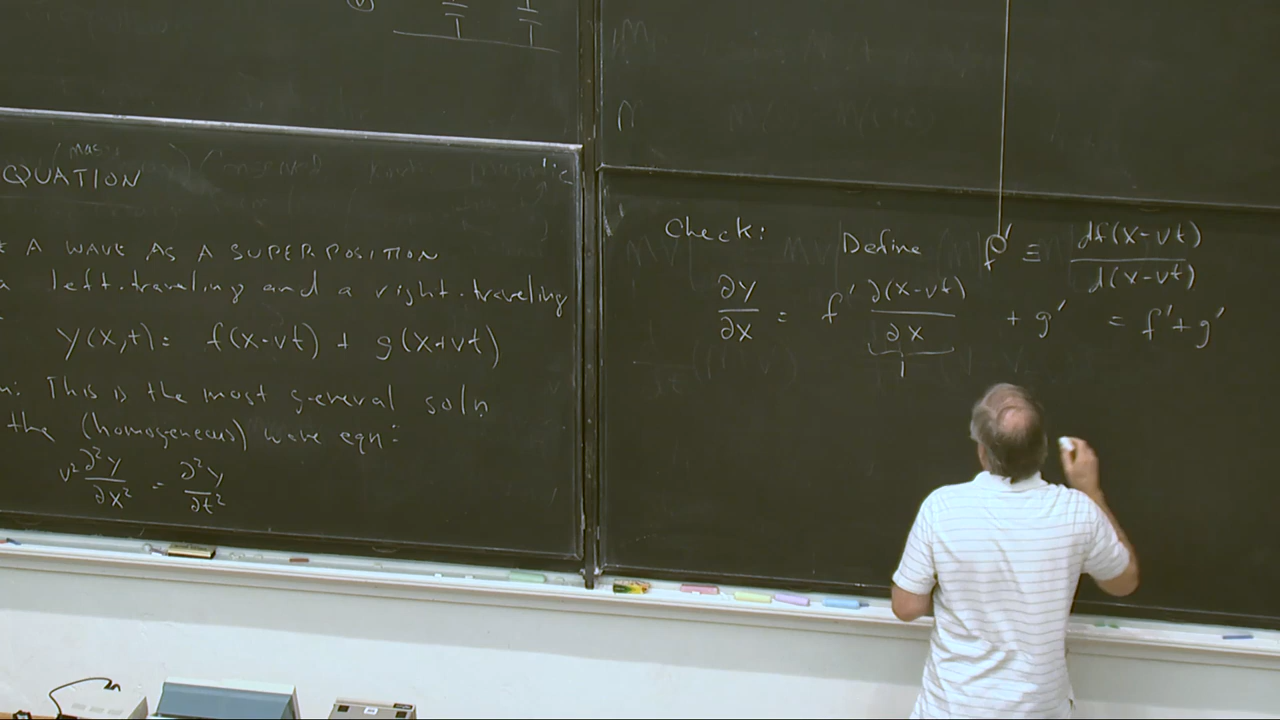 QUATION
A WAVE AS A SUPERPOSITION
a left-traveling and a right-traveling
y(x,t) = f(x-vt) + g(x+vt)
n: This is the most general soln
the (homogeneous) wave eqn:
v² ∂²y/∂x² = ∂²y/∂t²
Check: Define f' ≡ df(x-vt)/d(x-vt)
∂y/∂x = f' ∂(x-vt)/∂x + g' = f'+g'
1